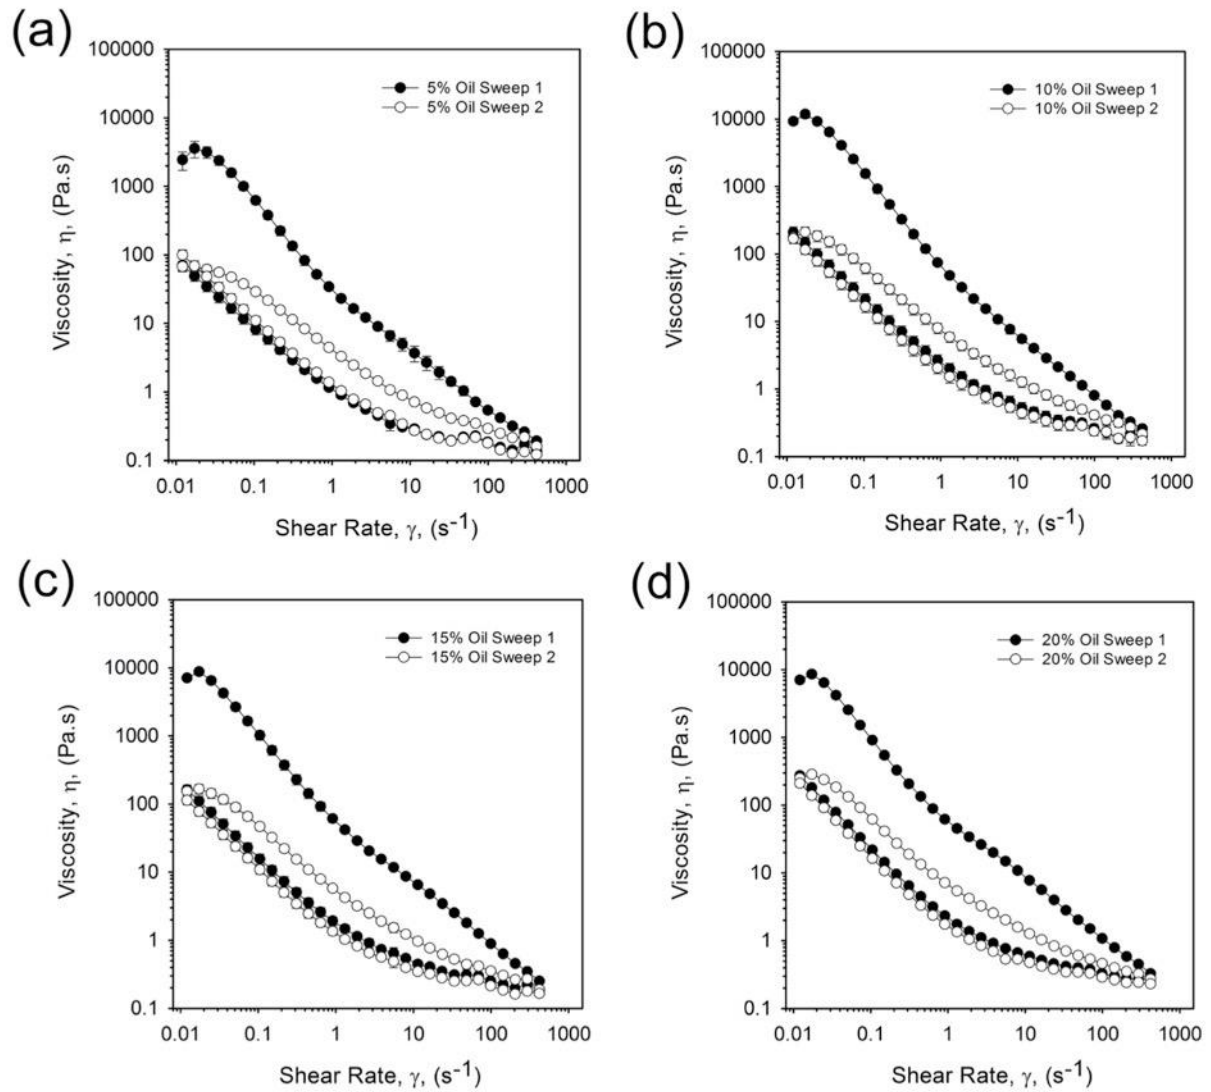 (a)
100000
10000
1000
100
10
1
0.1
0.01 0.1 1 10 100 1000
Viscosity, η, (Pa.s)
Shear Rate, γ, (s⁻¹)
5% Oil Sweep 1
5% Oil Sweep 2
(b)
100000
10000
1000
100
10
1
0.1
0.01 0.1 1 10 100 1000
Viscosity, η, (Pa.s)
Shear Rate, γ, (s⁻¹)
10% Oil Sweep 1
10% Oil Sweep 2
(c)
100000
10000
1000
100
10
1
0.1
0.01 0.1 1 10 100 1000
Viscosity, η, (Pa.s)
Shear Rate, γ, (s⁻¹)
15% Oil Sweep 1
15% Oil Sweep 2
(d)
100000
10000
1000
100
10
1
0.1
0.01 0.1 1 10 100 1000
Viscosity, η, (Pa.s)
Shear Rate, γ, (s⁻¹)
20% Oil Sweep 1
20% Oil Sweep 2